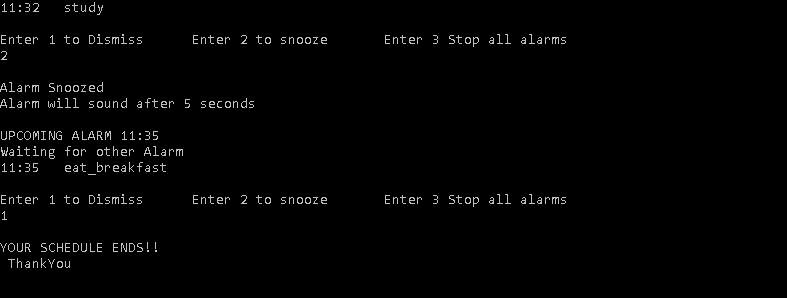 11:32   study
Enter 1 to Dismiss      Enter 2 to snooze       Enter 3 Stop all alarms
2
Alarm Snoozed
Alarm will sound after 5 seconds
UPCOMING ALARM 11:35
Waiting for other Alarm
11:35   eat_breakfast
Enter 1 to Dismiss      Enter 2 to snooze       Enter 3 Stop all alarms
1
YOUR SCHEDULE ENDS!!
ThankYou